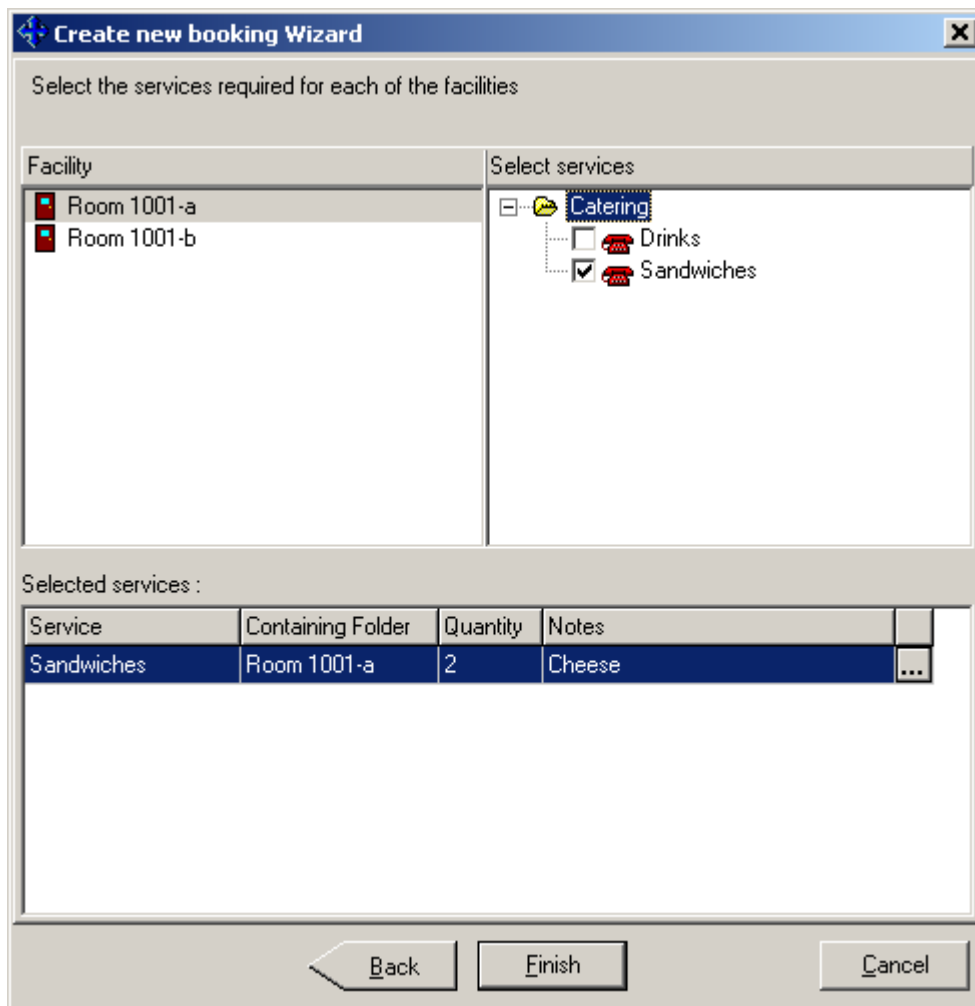 Create new booking Wizard
Select the services required for each of the facilities
Facility
Room 1001-a
Room 1001-b
Select services
Catering
Drinks
Sandwiches
Selected services :
Service Containing Folder Quantity Notes
Sandwiches Room 1001-a 2 Cheese ...
Back Finish Cancel